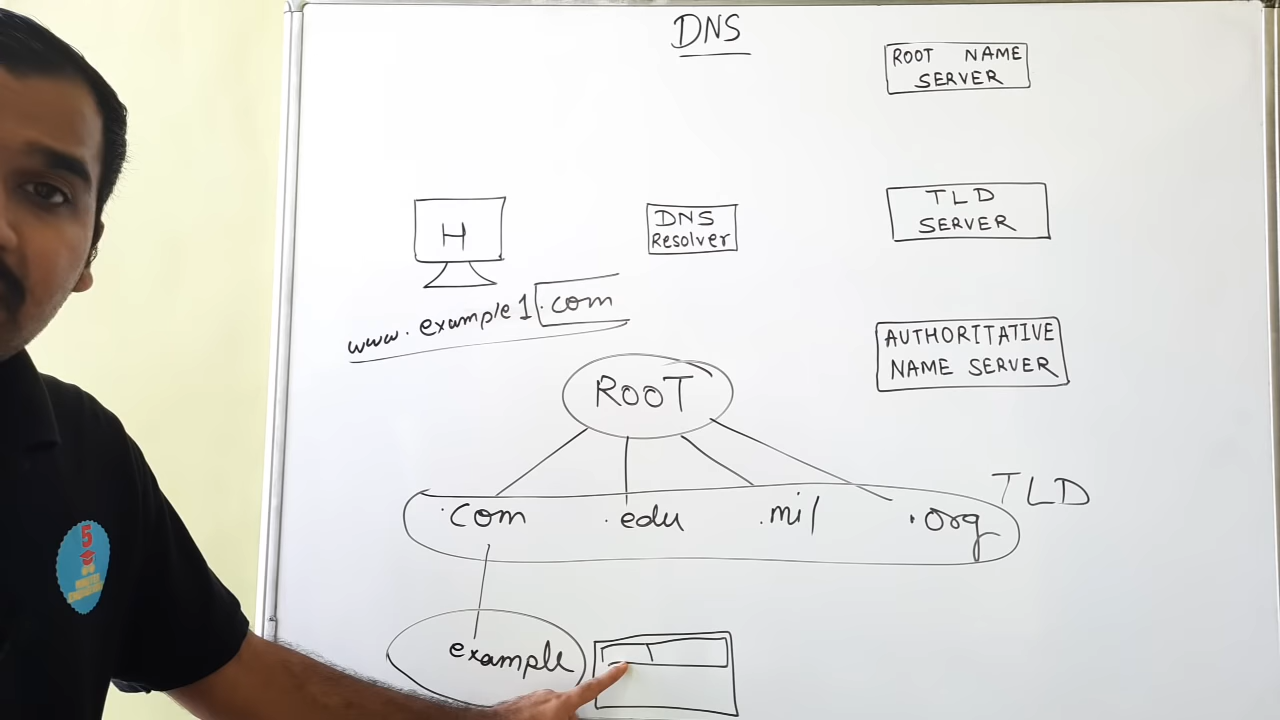 DNS
ROOT NAME
SERVER
H
DNS
Resolver
TLD
SERVER
www.example1.com
AUTHORITATIVE
NAME SERVER
ROOT
.com .edu .mil .org
TLD
example
5